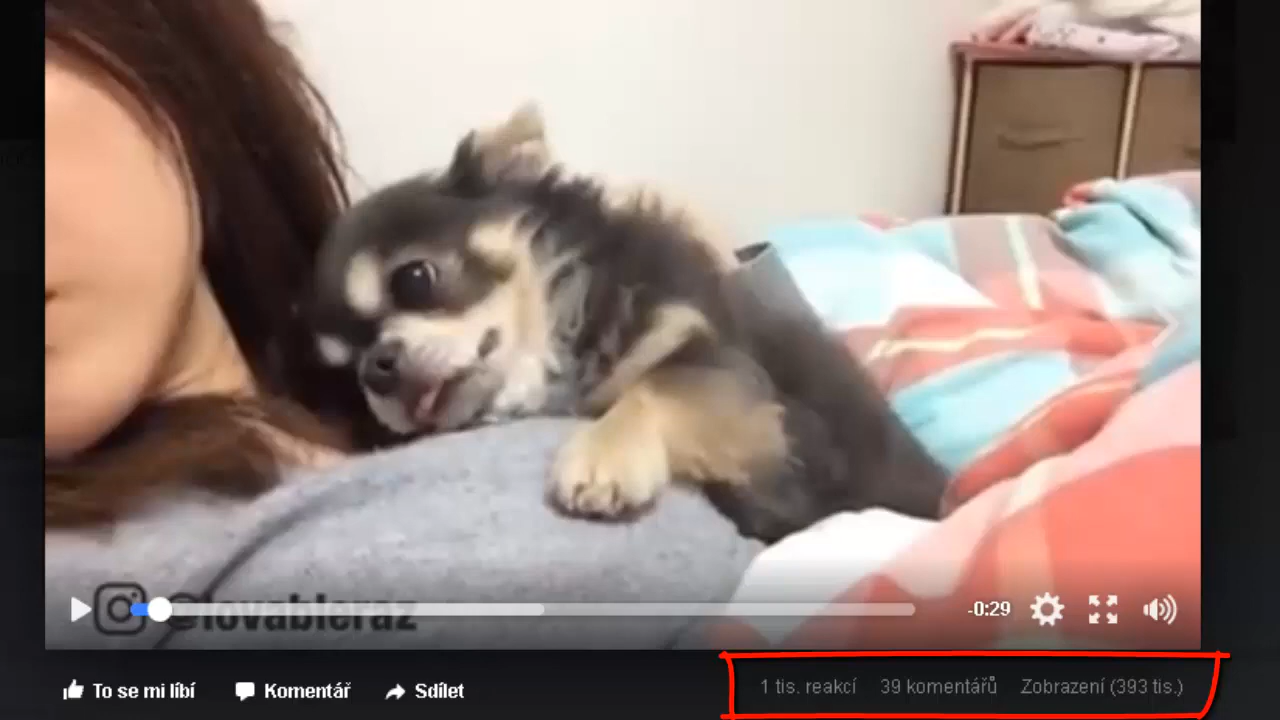 @lovableraz
-0:29
To se mi líbí Komentář Sdílet 1 tis. reakcí 39 komentářů Zobrazení (393 tis.)